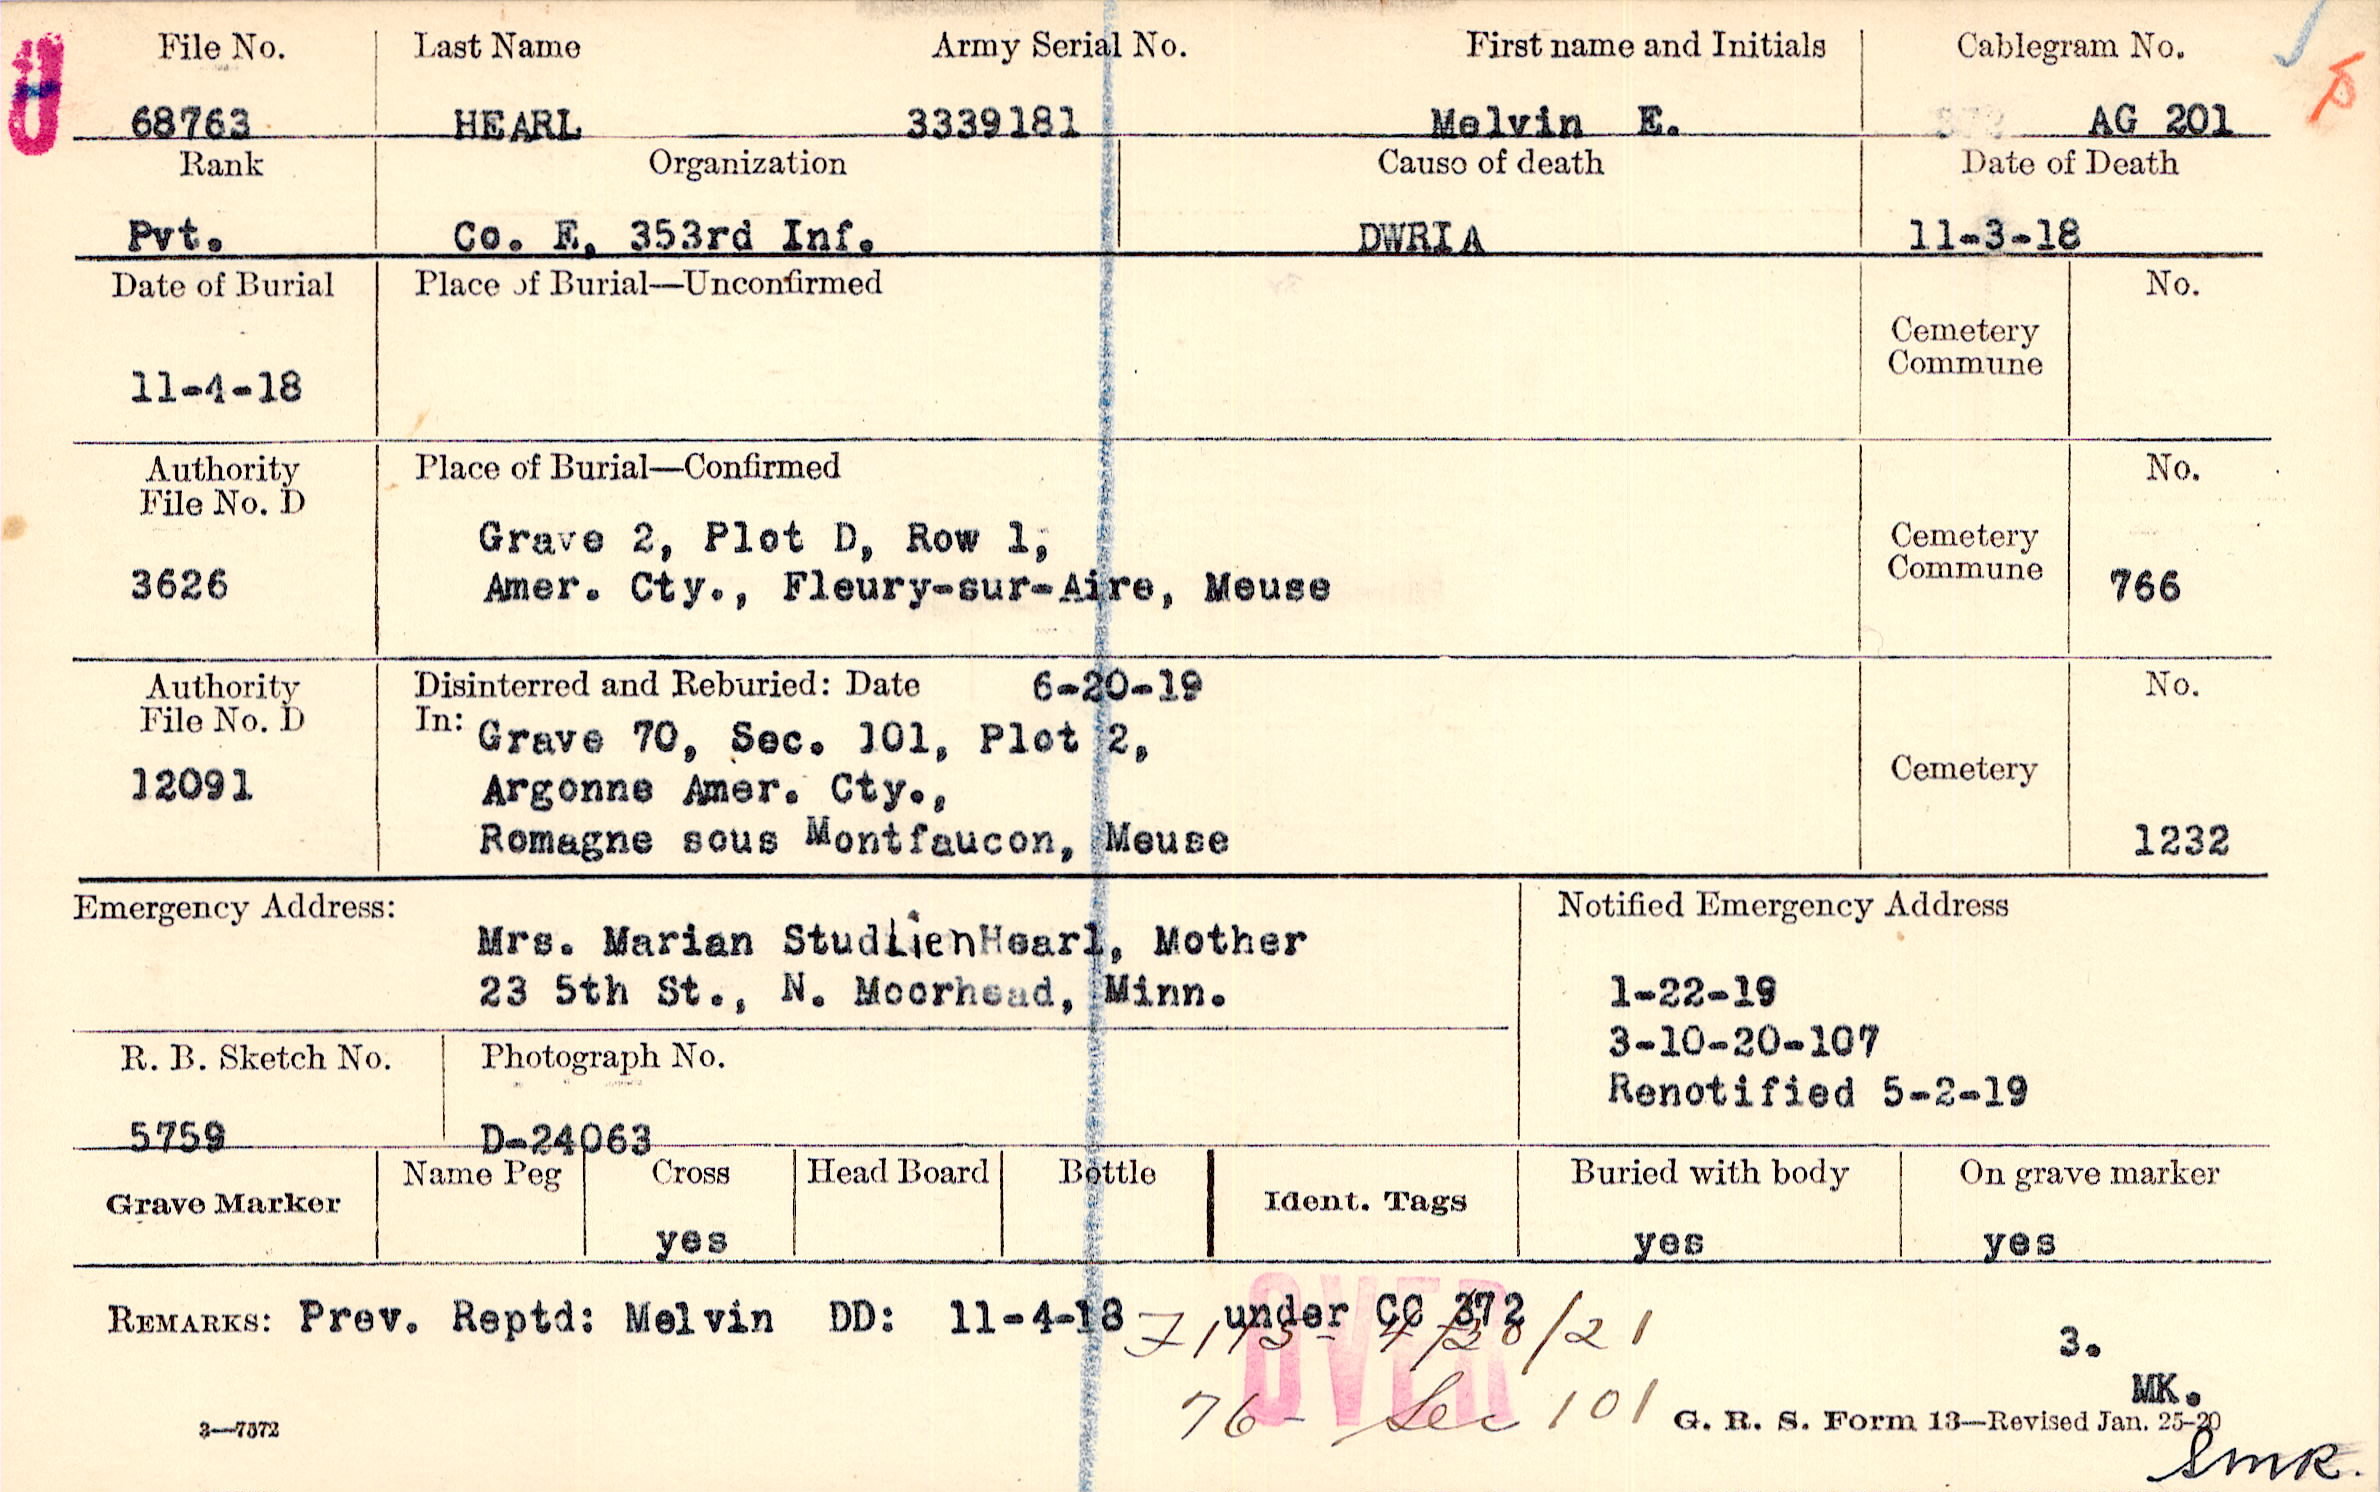 File No. Last Name Army Serial No. First name and Initials Cablegram No.
68763 HEARL 3339181 Melvin E. AG 201
Rank Organization Cause of death Date of Death
Pvt. Co. E, 353rd Inf. DWRIA 11-3-18
Date of Burial Place of Burial—Unconfirmed No.
Cemetery
Commune
11-4-18
Authority Place of Burial—Confirmed No.
File No. D
Grave 2, Plot D, Row 1, Cemetery
3626 Amer. Cty., Fleury-sur-Aire, Meuse Commune 766
Authority Disinterred and Reburied: Date 6-20-19 No.
File No. D In: Grave 70, Sec. 101, Plot 2,
12091 Argonne Amer. Cty., Cemetery
Romagne sous Montfaucon, Meuse 1232
Emergency Address: Notified Emergency Address
Mrs. Marian StudlienHearl, Mother
23 5th St., N. Moorhead, Minn. 1-22-19
3-10-20-107
R. B. Sketch No. Photograph No. Renotified 5-2-19
5759 D-24063
Grave Marker Name Peg Cross Head Board Bottle Ident. Tags Buried with body On grave marker
yes yes yes
REMARKS: Prev. Reptd: Melvin DD: 11-4-18 under CC 372
4/20/21
3.
OVER
76- Sec 101
MK.
3—7572 G. R. S. Form 13—Revised Jan. 25-20
SMK.